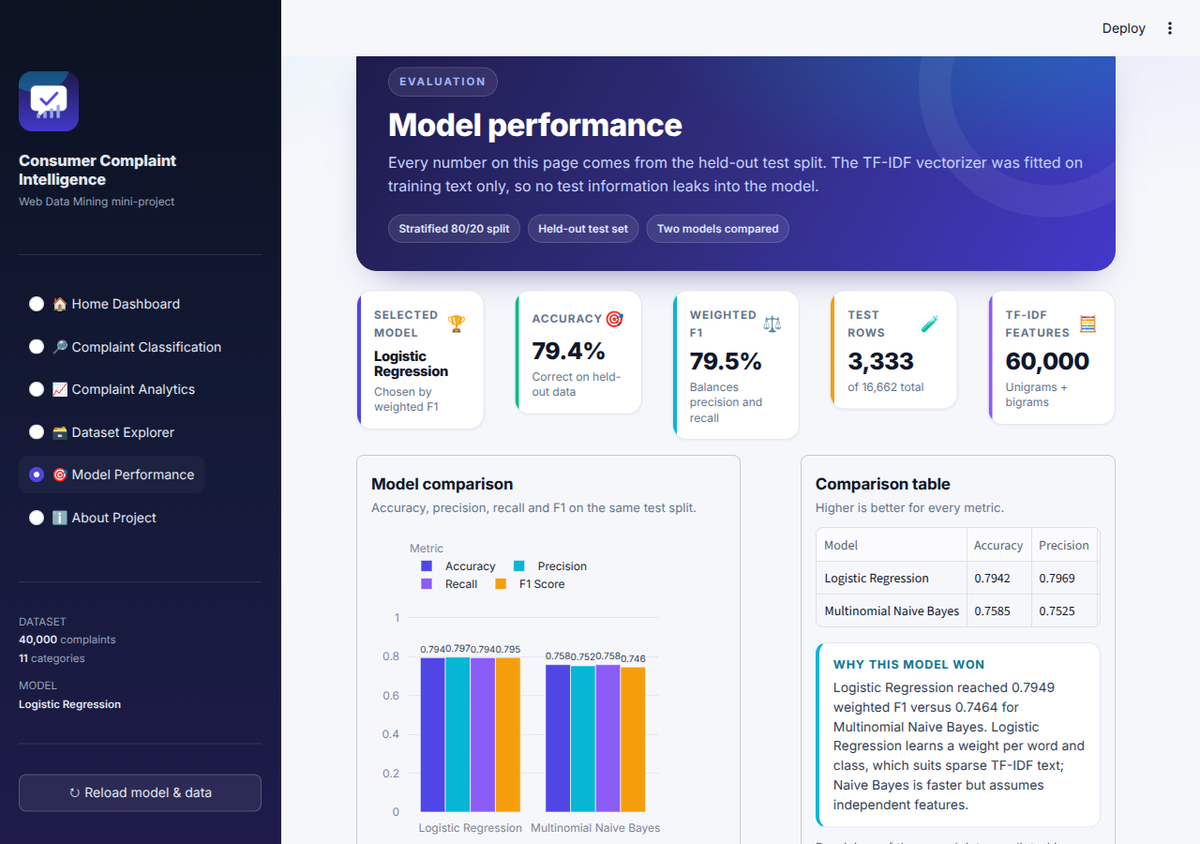 Deploy
Consumer Complaint
Intelligence
Web Data Mining mini-project
Home Dashboard
Complaint Classification
Complaint Analytics
Dataset Explorer
Model Performance
About Project
DATASET
40,000 complaints
11 categories
MODEL
Logistic Regression
↻ Reload model & data
EVALUATION
Model performance
Every number on this page comes from the held-out test split. The TF-IDF vectorizer was fitted on
training text only, so no test information leaks into the model.
Stratified 80/20 split
Held-out test set
Two models compared
SELECTED
MODEL
Logistic
Regression
Chosen by
weighted F1
ACCURACY
79.4%
Correct on held-
out data
WEIGHTED
F1
79.5%
Balances
precision and
recall
TEST
ROWS
3,333
of 16,662 total
TF-IDF
FEATURES
60,000
Unigrams +
bigrams
Model comparison
Accuracy, precision, recall and F1 on the same test split.
Metric
Accuracy Precision
Recall F1 Score
1
0.8
0.6
0.4
0.2
0
0.794 0.797 0.794 0.795
0.758 0.752 0.758 0.746
Logistic Regression Multinomial Naive Bayes
Comparison table
Higher is better for every metric.
Model Accuracy Precision
Logistic Regression 0.7942 0.7969
Multinomial Naive Bayes 0.7585 0.7525
WHY THIS MODEL WON
Logistic Regression reached 0.7949
weighted F1 versus 0.7464 for
Multinomial Naive Bayes. Logistic
Regression learns a weight per word and
class, which suits sparse TF-IDF text;
Naive Bayes is faster but assumes
independent features.